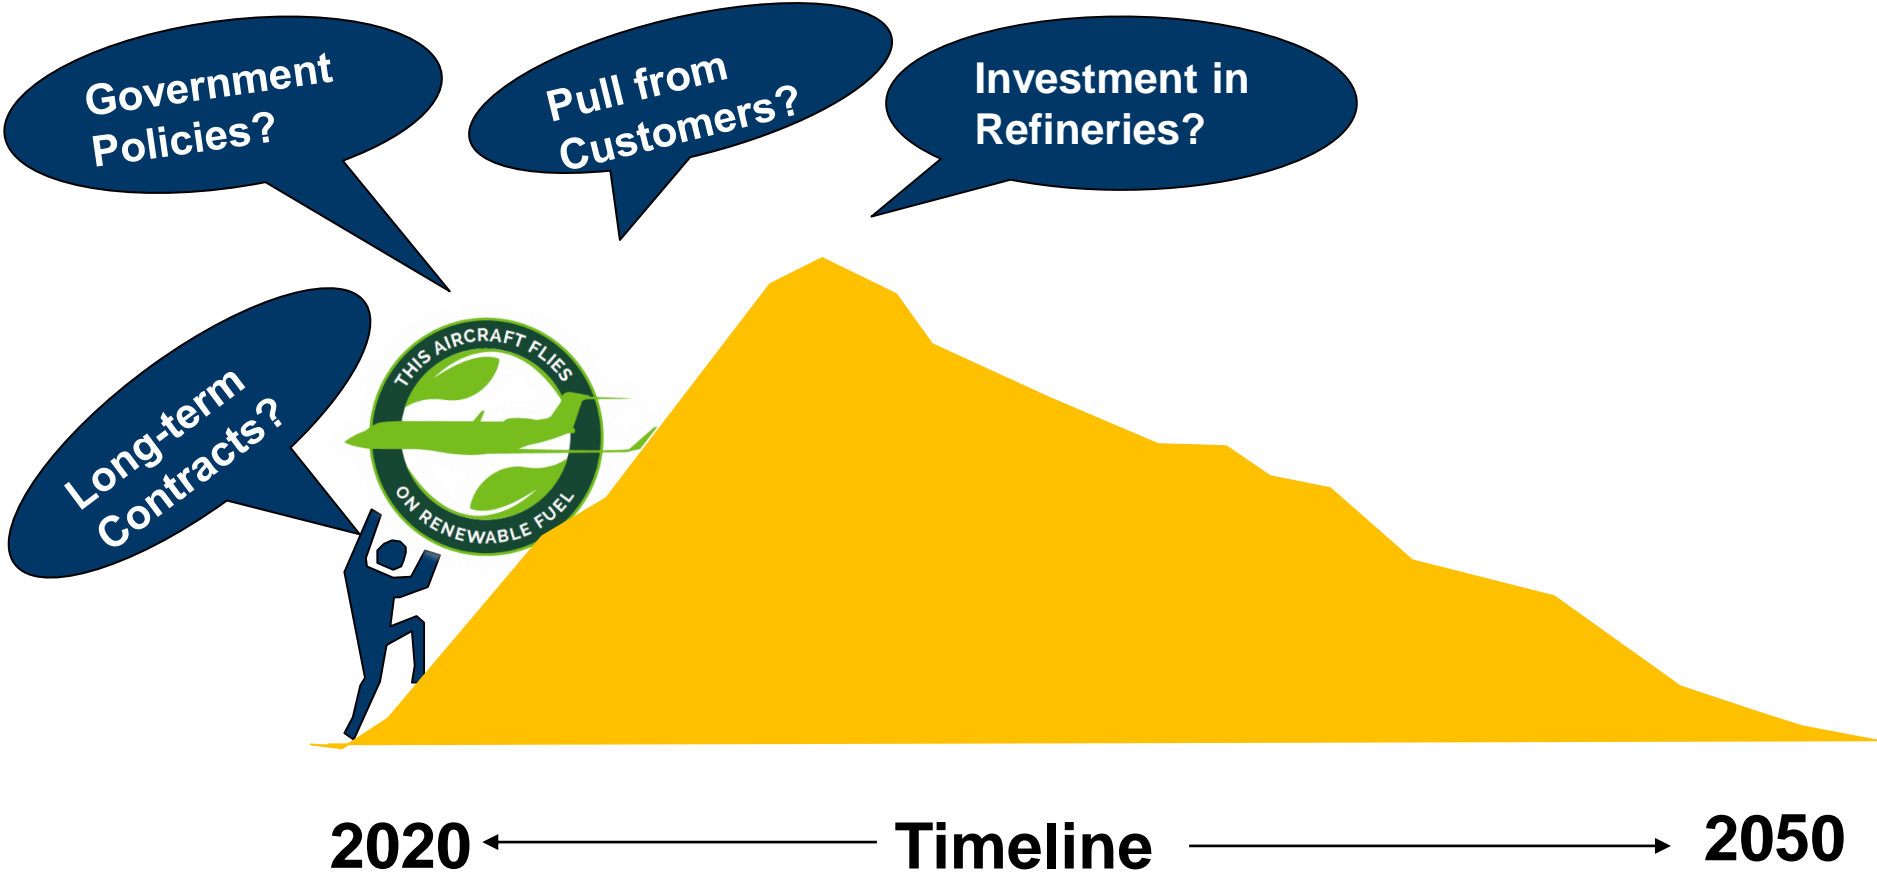 Government
Policies?
Pull from
Customers?
Investment in
Refineries?
Long-term
Contracts?
THIS AIRCRAFT FLIES
ON RENEWABLE FUEL
2020
Timeline
2050